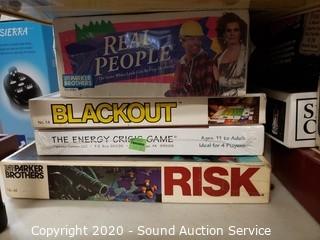 SIERRA
REAL
PEOPLE
PARKER
BROTHERS
BLACKOUT
THE ENERGY CRISIS GAME
Ages 11 to Adult
Ideal for 4 Players
PARKER
BROTHERS
RISK
Copyright 2020 - Sound Auction Service